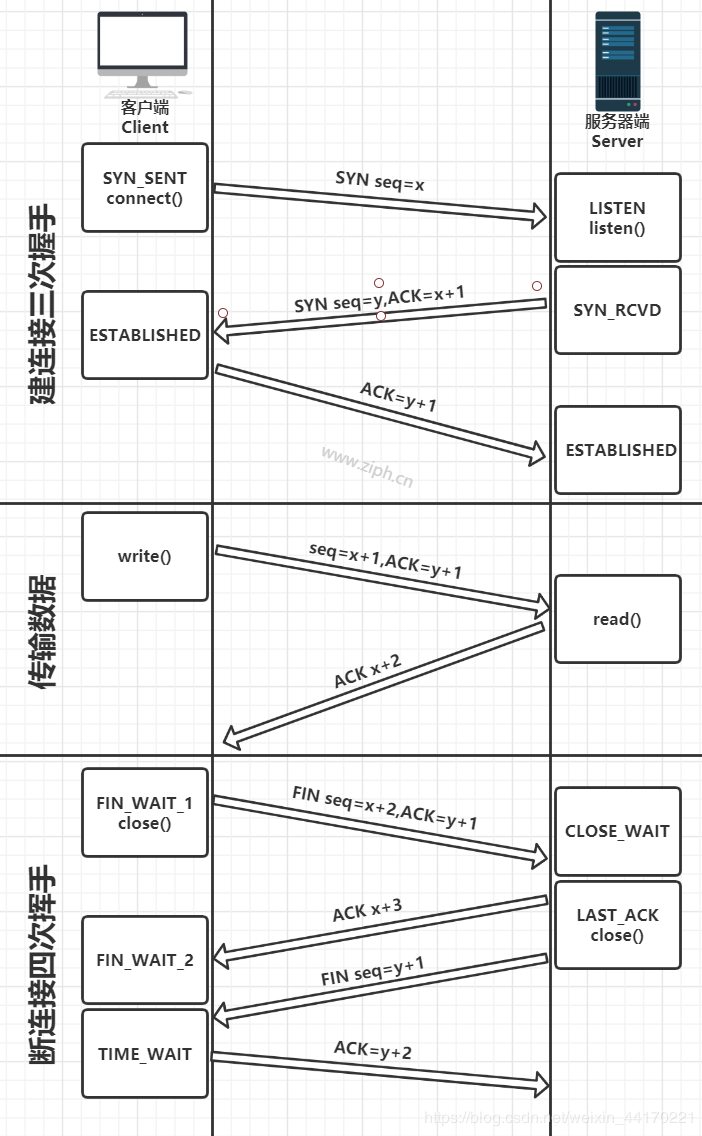 客户端
Client
服务器端
Server
建连接三次握手
SYN_SENT
connect()
SYN seq=x
LISTEN
listen()
SYN seq=y,ACK=x+1
SYN_RCVD
ESTABLISHED
ACK=y+1
ESTABLISHED
www.ziph.cn
传输数据
write()
seq=x+1,ACK=y+1
read()
ACK x+2
断连接四次挥手
FIN_WAIT_1
close()
FIN seq=x+2,ACK=y+1
CLOSE_WAIT
ACK x+3
LAST_ACK
close()
FIN_WAIT_2
FIN seq=y+1
TIME_WAIT
ACK=y+2
https://blog.csdn.net/weixin_44170221